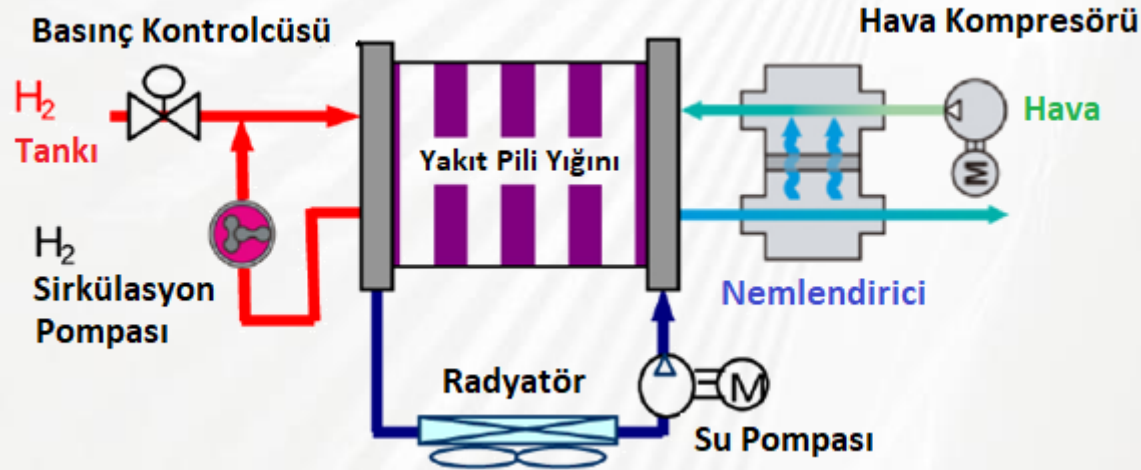 Basınç Kontrolcüsü
Hava Kompresörü
H2
Tankı
Hava
Yakıt Pili Yığını
H2
Sirkülasyon
Pompası
Nemlendirici
M
Radyatör
M
Su Pompası